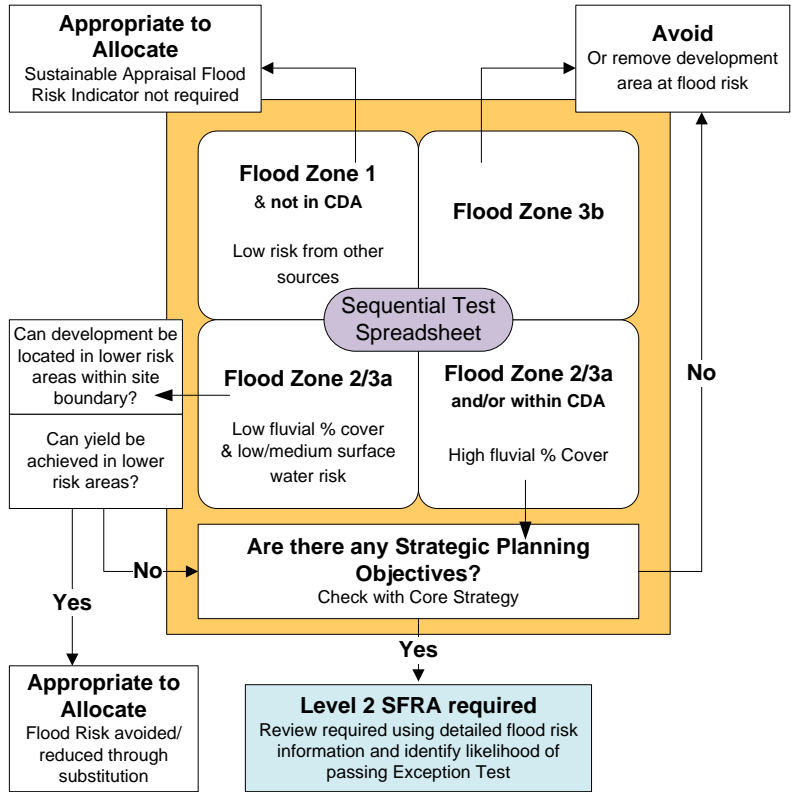 Appropriate to
Allocate
Sustainable Appraisal Flood
Risk Indicator not required
Avoid
Or remove development
area at flood risk
Flood Zone 1
& not in CDA
Low risk from other
sources
Flood Zone 3b
Sequential Test
Spreadsheet
Can development be
located in lower risk
areas within site
boundary?
Can yield be
achieved in lower
risk areas?
Flood Zone 2/3a
Low fluvial % cover
& low/medium surface
water risk
Flood Zone 2/3a
and/or within CDA
High fluvial % Cover
No
Are there any Strategic Planning
Objectives?
Check with Core Strategy
No
Yes
Yes
Appropriate to
Allocate
Flood Risk avoided/
reduced through
substitution
Level 2 SFRA required
Review required using detailed flood risk
information and identify likelihood of
passing Exception Test